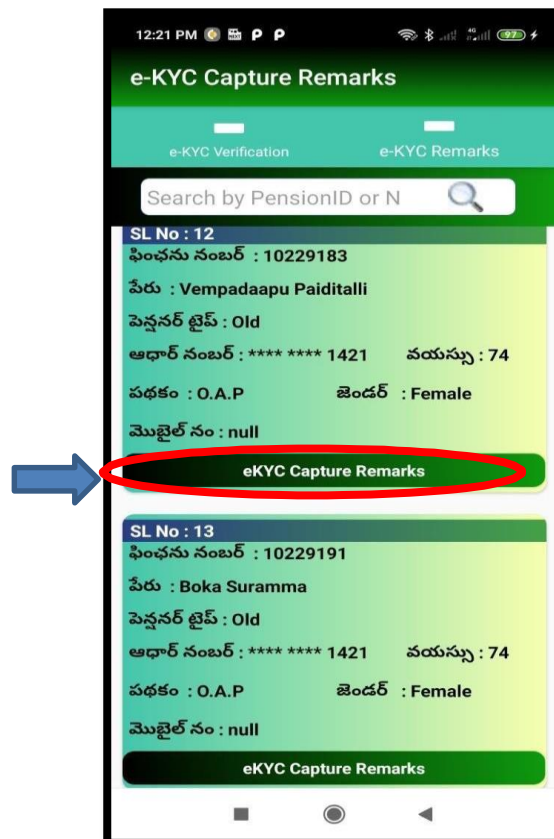 12:21 PM
97
e-KYC Capture Remarks
e-KYC Verification e-KYC Remarks
Search by PensionID or N
SL No : 12
ఫింఛను నంబర్ : 10229183
పేరు : Vempadaapu Paiditalli
పెన్షనర్ టైప్ : Old
ఆధార్ నంబర్ : **** **** 1421 వయస్సు : 74
పథకం : O.A.P జెండర్ : Female
మొబైల్ నం : null
eKYC Capture Remarks
SL No : 13
ఫింఛను నంబర్ : 10229191
పేరు : Boka Suramma
పెన్షనర్ టైప్ : Old
ఆధార్ నంబర్ : **** **** 1421 వయస్సు : 74
పథకం : O.A.P జెండర్ : Female
మొబైల్ నం : null
eKYC Capture Remarks